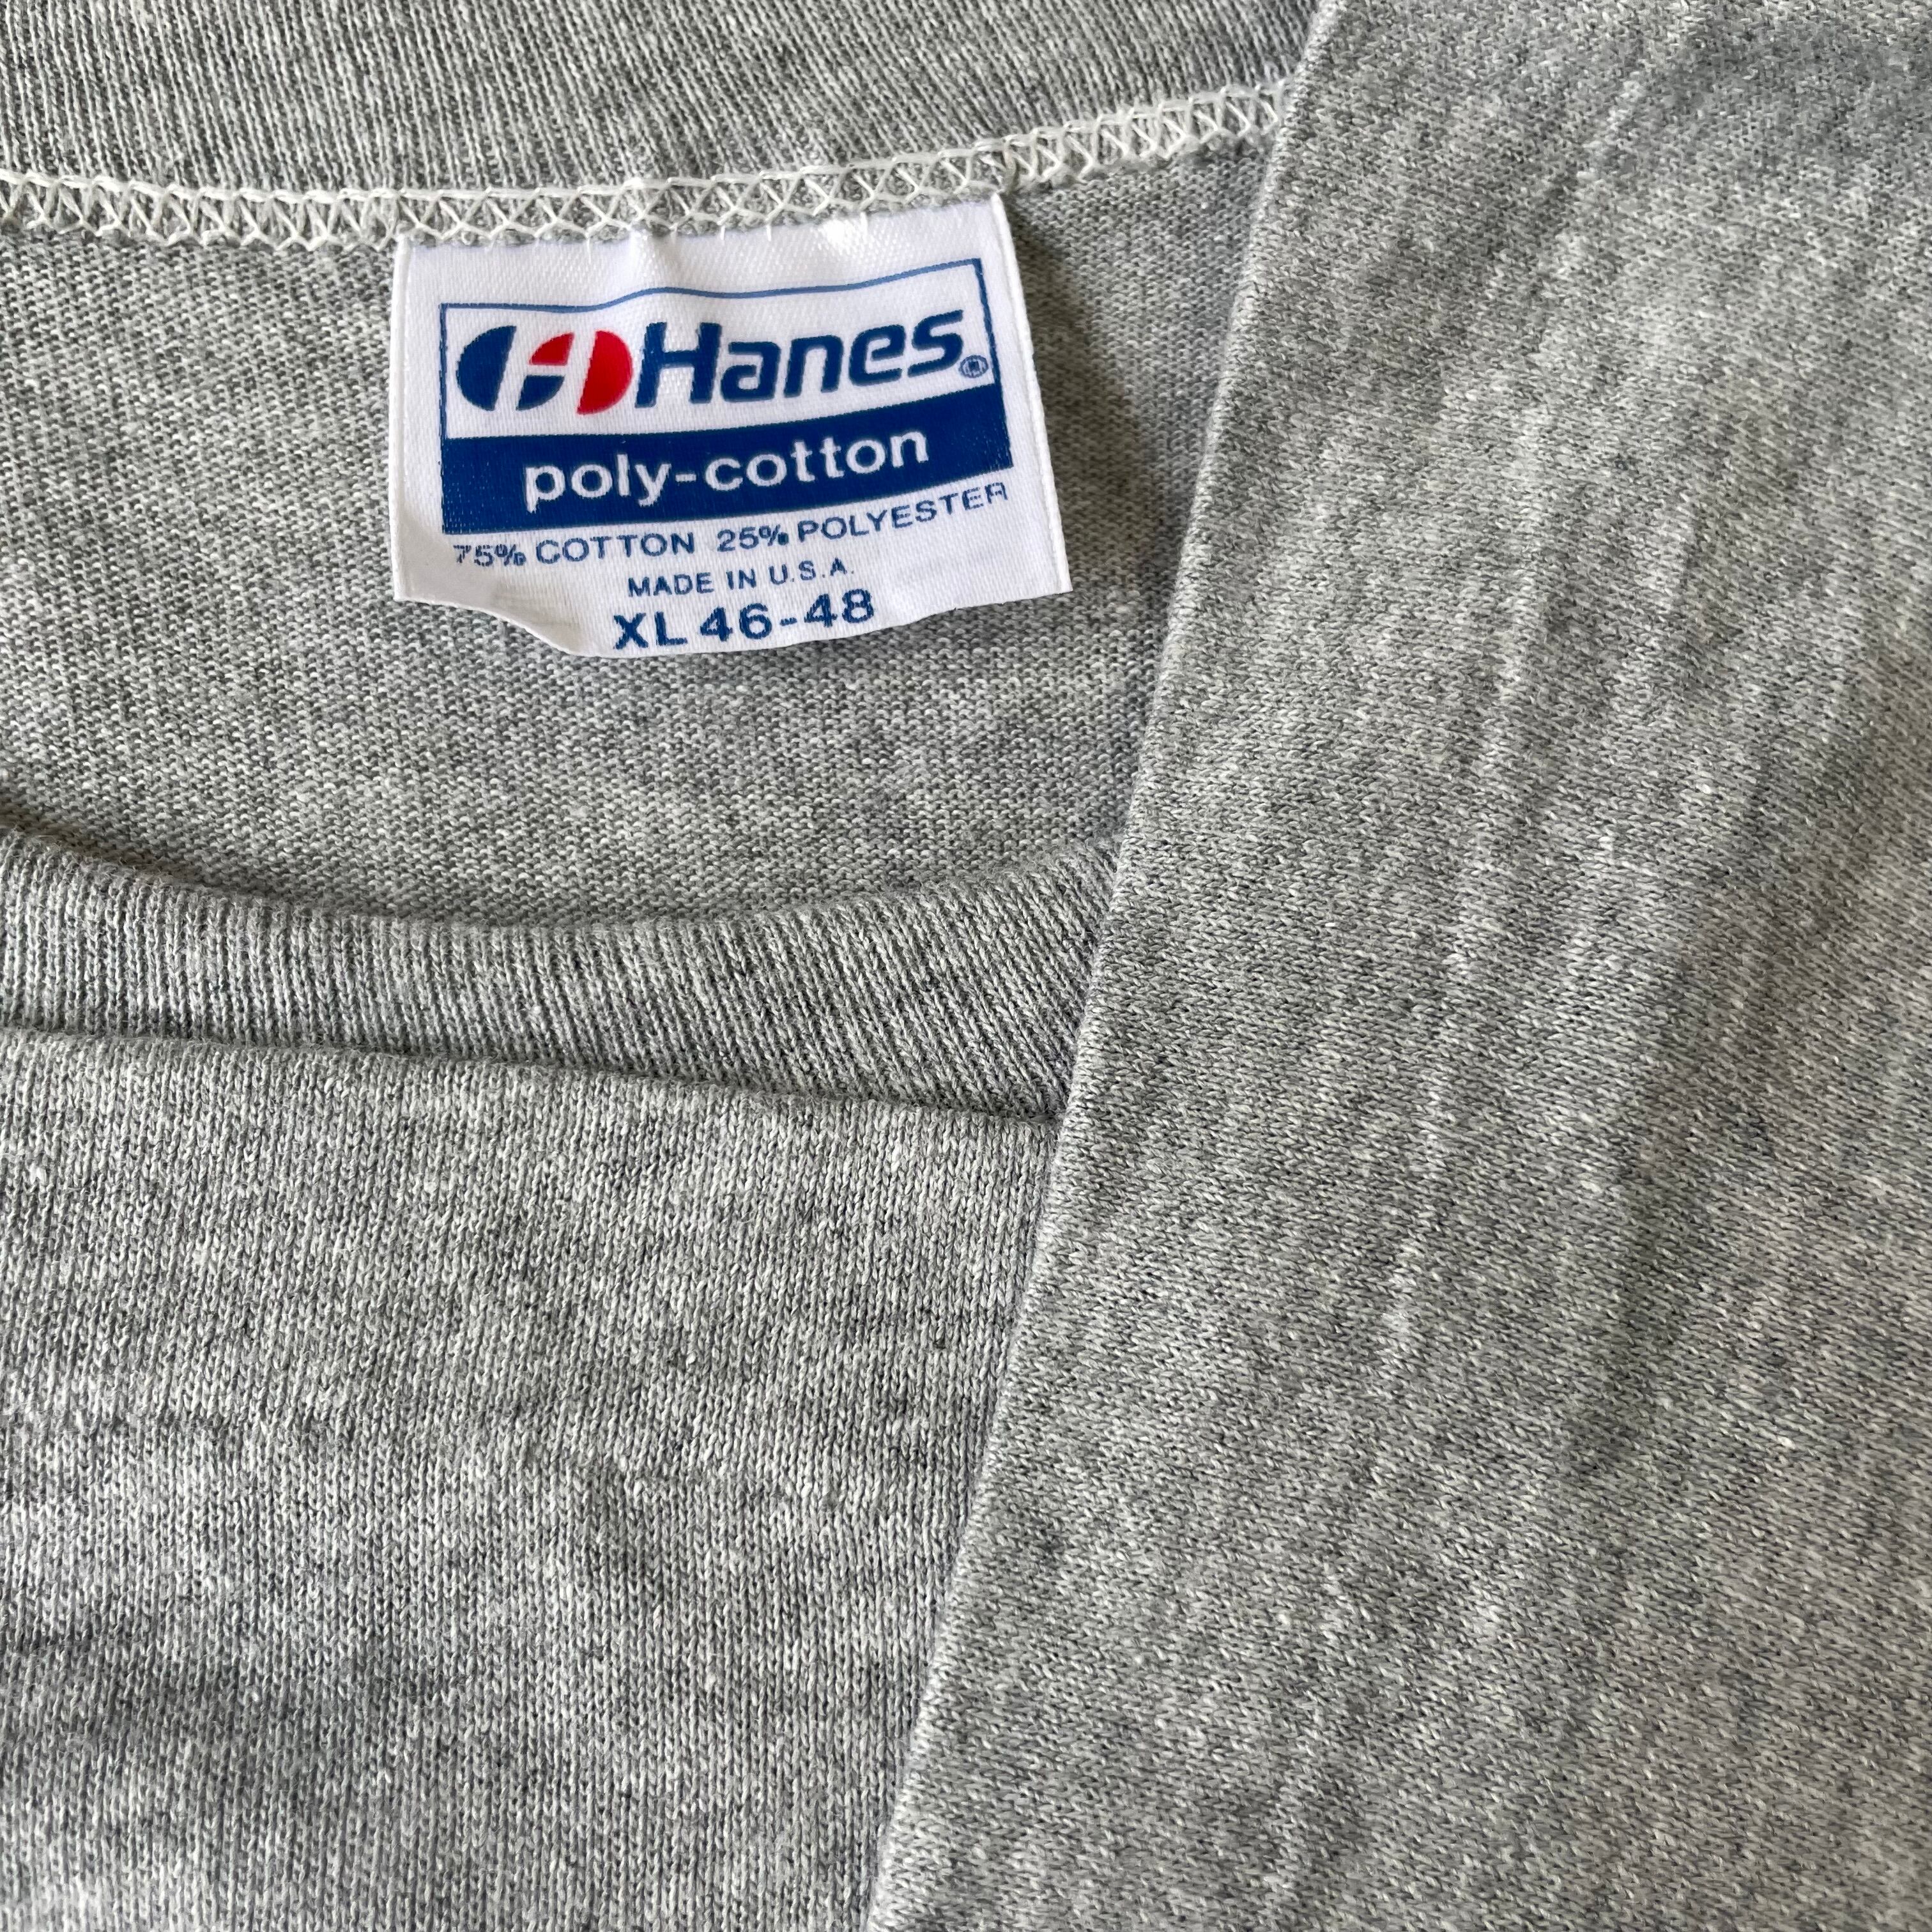 Hanes®
poly-cotton
75% COTTON 25% POLYESTER
MADE IN U.S.A.
XL 46-48